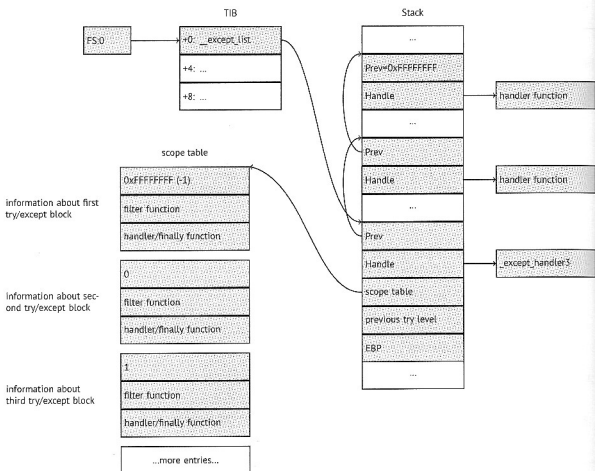 TIB
Stack
FS:0
+0: __except_list
+4: ...
+8: ...
...
Prev=0xFFFFFFFF
Handle
handler function
...
Prev
Handle
handler function
...
Prev
Handle
_except_handler3
scope table
previous try level
EBP
...
scope table
information about first
try/except block
0xFFFFFFFF (-1)
filter function
handler/finally function
information about sec-
ond try/except block
0
filter function
handler/finally function
information about
third try/except block
1
filter function
handler/finally function
...more entries...